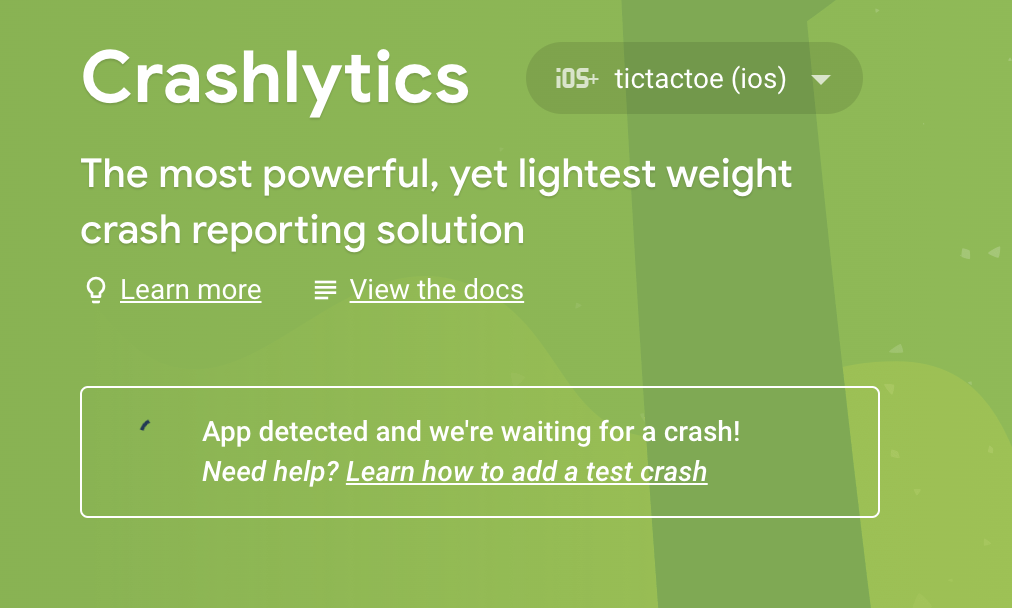 Crashlytics
iOS+ tictactoe (ios)
The most powerful, yet lightest weight
crash reporting solution
Learn more View the docs
App detected and we're waiting for a crash!
Need help? Learn how to add a test crash